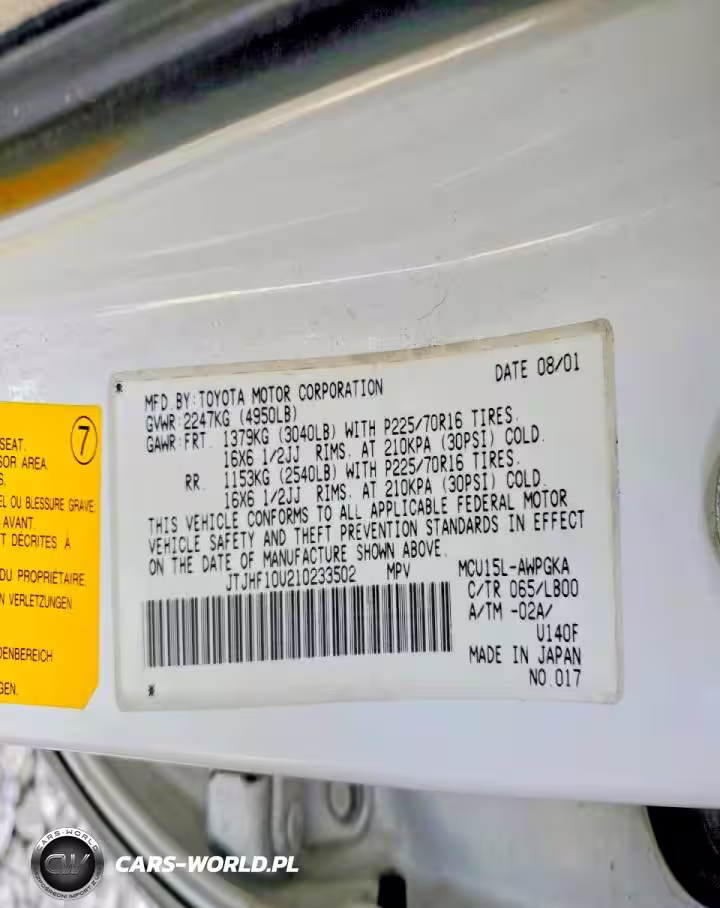 MFD.BY:TOYOTA MOTOR CORPORATION DATE 08/01
GVWR:2247KG (4950LB)
GAWR:FRT. 1379KG (3040LB) WITH P225/70R16 TIRES.
16X6 1/2JJ RIMS. AT 210KPA (30PSI) COLD.
RR. 1153KG (2540LB) WITH P225/70R16 TIRES.
16X6 1/2JJ RIMS. AT 210KPA (30PSI) COLD.
THIS VEHICLE CONFORMS TO ALL APPLICABLE FEDERAL MOTOR
VEHICLE SAFETY AND THEFT PREVENTION STANDARDS IN EFFECT
ON THE DATE OF MANUFACTURE SHOWN ABOVE.
JTJHF10U210233502 MPV MCU15L-AWPGKA
C/TR 065/LB00
A/TM -02A/
U140F
MADE IN JAPAN
NO.017
7
SEAT.
SOR AREA.
S.
EL OU BLESSURE GRAVE
AVANT.
T DÉCRITES À
DU PROPRIÉTAIRE.
N VERLETZUNGEN
DENBEREICH
GEN.
CARS-WORLD
CW
CARS-WORLD.PL